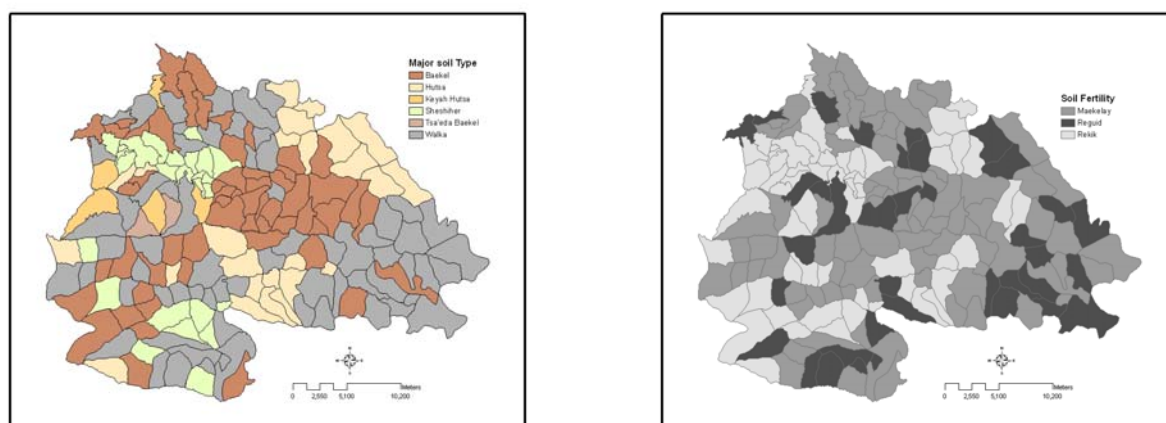 Major soil Type
Baekel
Hutsa
Keyah Hutsa
Sheshiher
Tsa'eda Baekel
Walka
Meters
0 2,550 5,100 10,200
Soil Fertility
Maekelay
Reguid
Rekik
Meters
0 2,550 5,100 10,200